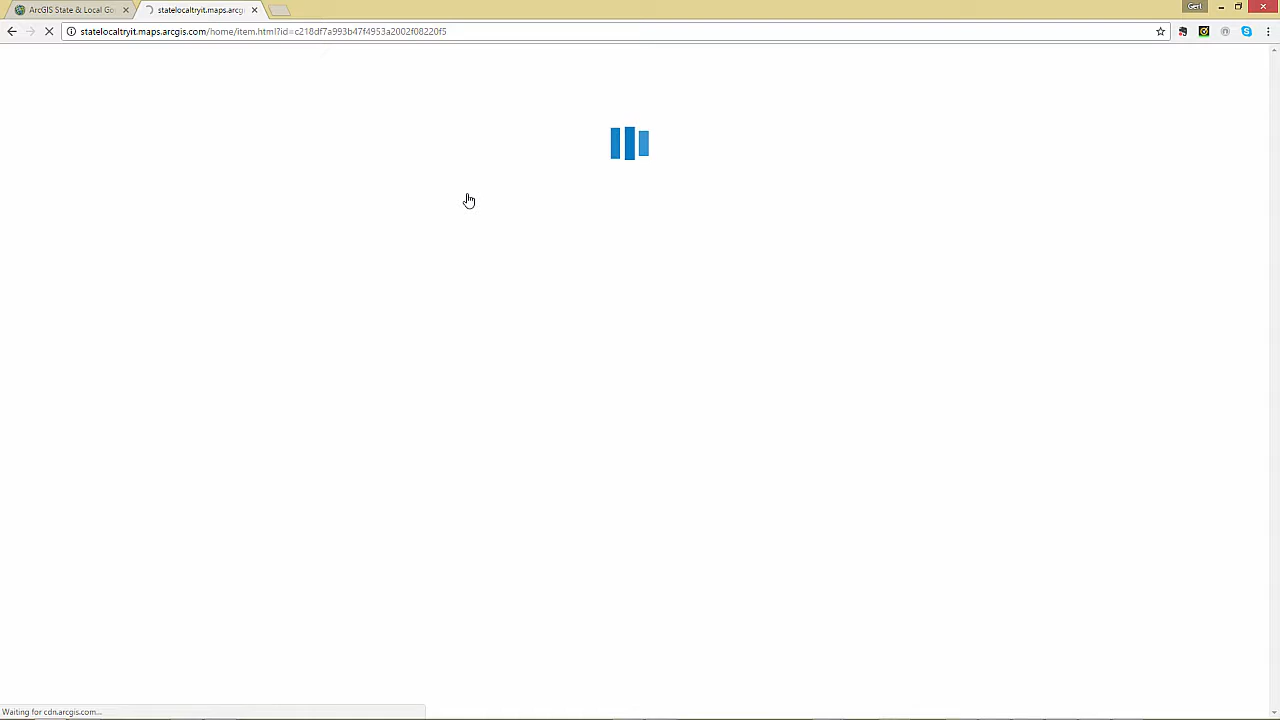 ArcGIS State & Local Go
statelocaltryit.maps.arcgi
Gert
statelocaltryit.maps.arcgis.com/home/item.html?id=c218df7a993b47f4953a2002f08220f5
Waiting for cdn.arcgis.com...